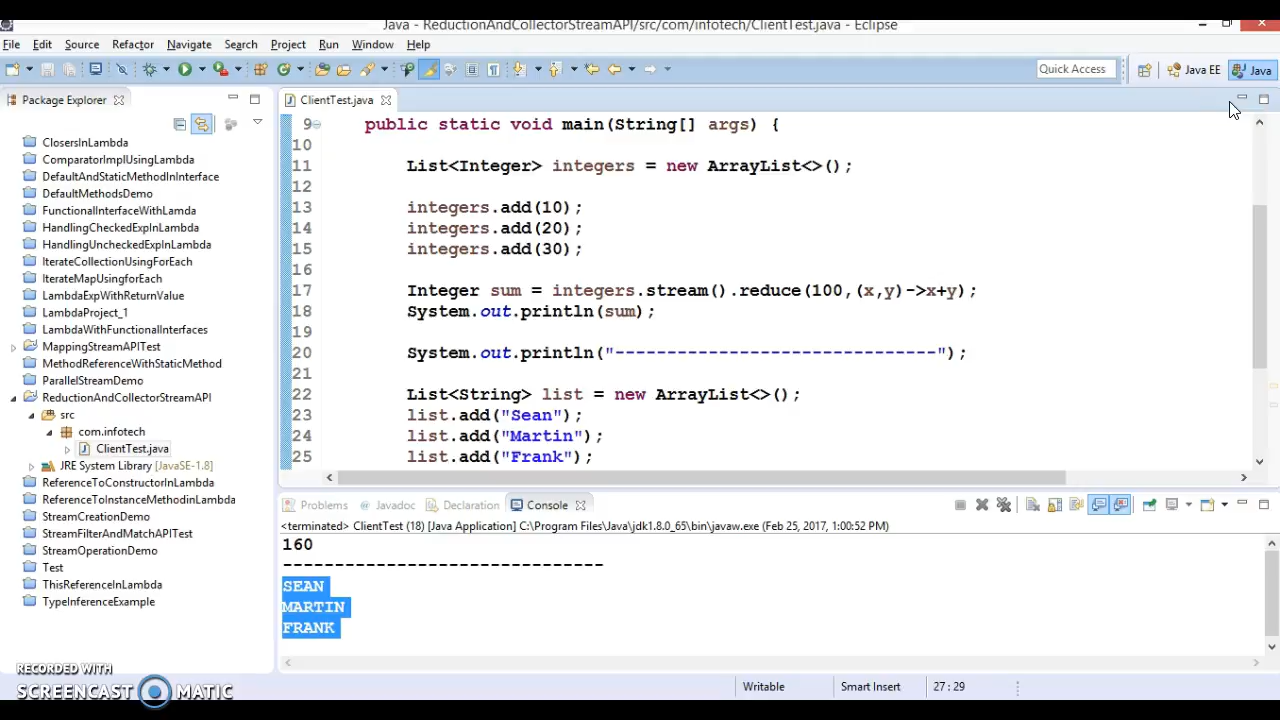 Java - ReductionAndCollectorStreamAPI/src/com/infotech/ClientTest.java - Eclipse
File Edit Source Refactor Navigate Search Project Run Window Help
Quick Access Java EE Java
Package Explorer
ClosersInLambda
ComparatorImplUsingLambda
DefaultAndStaticMethodInInterface
DefaultMethodsDemo
FunctionalInterfaceWithLamda
HandlingCheckedExpInLambda
HandlingUncheckedExpInLambda
IterateCollectionUsingForEach
IterateMapUsingforEach
LambdaExpWithReturnValue
LambdaProject_1
LambdaWithFunctionalInterfaces
MappingStreamAPITest
MethodReferenceWithStaticMethod
ParallelStreamDemo
ReductionAndCollectorStreamAPI
src
com.infotech
ClientTest.java
JRE System Library [JavaSE-1.8]
ReferenceToConstructorInLambda
ReferenceToInstanceMethodinLambda
StreamCreationDemo
StreamFilterAndMatchAPITest
StreamOperationDemo
Test
ThisReferenceInLambda
TypeInferenceExample
ClientTest.java
9 public static void main(String[] args) {
10
11 List<Integer> integers = new ArrayList<>();
12
13 integers.add(10);
14 integers.add(20);
15 integers.add(30);
16
17 Integer sum = integers.stream().reduce(100,(x,y)->x+y);
18 System.out.println(sum);
19
20 System.out.println("-------------------------------");
21
22 List<String> list = new ArrayList<>();
23 list.add("Sean");
24 list.add("Martin");
25 list.add("Frank");
Problems Javadoc Declaration Console
<terminated> ClientTest (18) [Java Application] C:\Program Files\Java\jdk1.8.0_65\bin\javaw.exe (Feb 25, 2017, 1:00:52 PM)
160
-------------------------------
SEAN
MARTIN
FRANK
Writable Smart Insert 27 : 29
RECORDED WITH
SCREENCAST MATIC